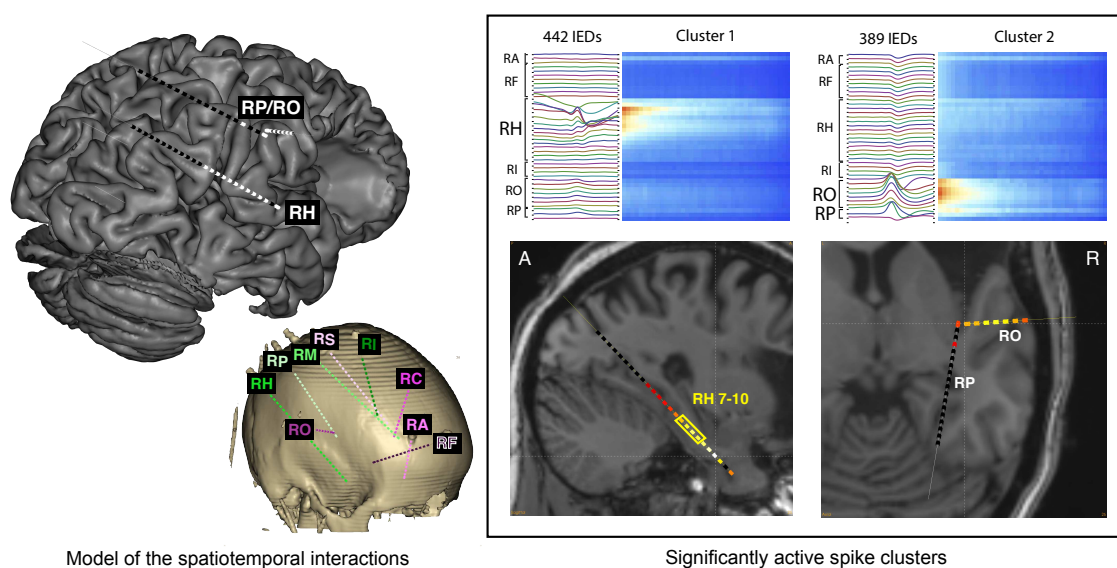 RP/RO
RH
RS
RI
RP
RM
RH
RC
RO
RA
RF
Model of the spatiotemporal interactions
442 IEDs
Cluster 1
RA
RF
RH
RI
RO
RP
389 IEDs
Cluster 2
RA
RF
RH
RI
RO
RP
A
RH 7-10
R
RO
RP
Significantly active spike clusters